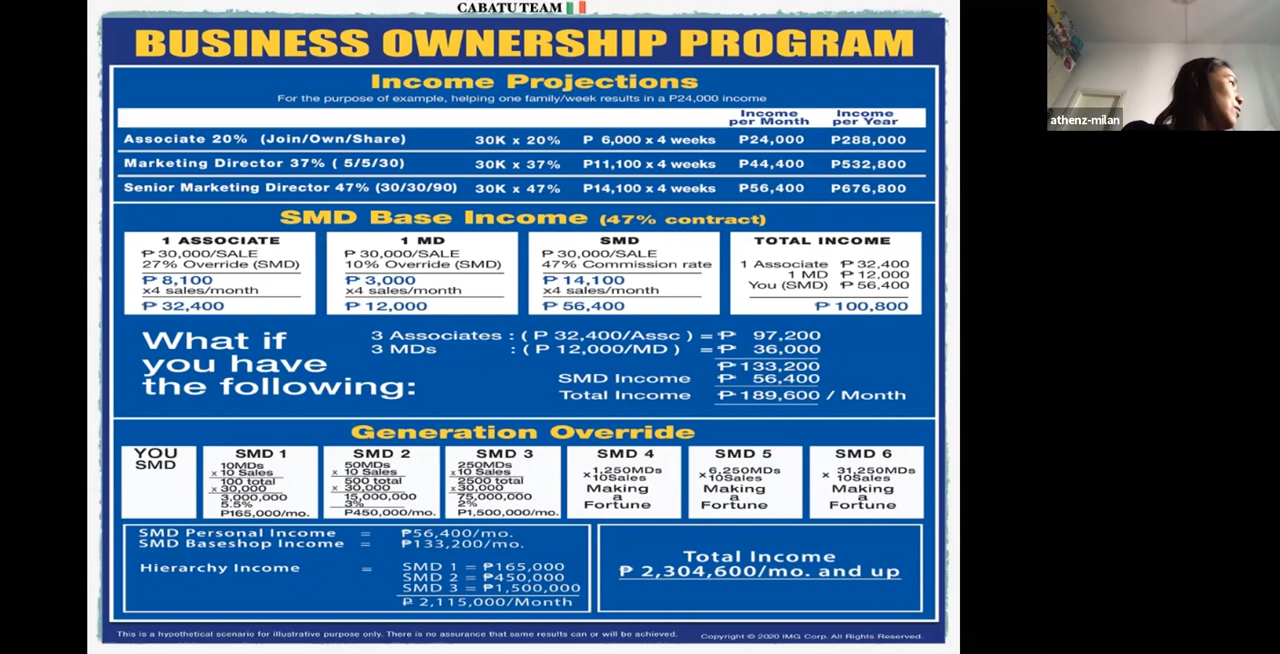 CABATU TEAM
BUSINESS OWNERSHIP PROGRAM
Income Projections
For the purpose of example, helping one family/week results in a P24,000 income
Income per Month Income per Year
Associate 20% (Join/Own/Share) 30K x 20% ₱ 6,000 x 4 weeks ₱24,000 ₱288,000
Marketing Director 37% ( 5/5/30) 30K x 37% ₱11,100 x 4 weeks ₱44,400 ₱532,800
Senior Marketing Director 47% (30/30/90) 30K x 47% ₱14,100 x 4 weeks ₱56,400 ₱676,800
SMD Base Income (47% contract)
1 ASSOCIATE
₱ 30,000/SALE
27% Override (SMD)
₱ 8,100
x4 sales/month
₱ 32,400
1 MD
₱ 30,000/SALE
10% Override (SMD)
₱ 3,000
x4 sales/month
₱ 12,000
SMD
₱ 30,000/SALE
47% Commission rate
₱ 14,100
x4 sales/month
₱ 56,400
TOTAL INCOME
1 Associate ₱ 32,400
1 MD ₱ 12,000
You (SMD) ₱ 56,400
₱ 100,800
What if
you have
the following:
3 Associates : ( ₱ 32,400/Assc ) = ₱ 97,200
3 MDs : ( ₱ 12,000/MD ) = ₱ 36,000
₱ 133,200
SMD Income ₱ 56,400
Total Income ₱ 189,600 / Month
Generation Override
YOU
SMD
SMD 1
10MDs
x 10 Sales
100 total
x 30,000
3,000,000
5.5%
₱165,000/mo.
SMD 2
50MDs
x 10 Sales
500 total
x 30,000
15,000,000
3%
₱450,000/mo.
SMD 3
250MDs
x 10 Sales
2500 total
x 30,000
75,000,000
2%
₱1,500,000/mo.
SMD 4
1,250MDs
x 10Sales
Making
a
Fortune
SMD 5
6,250MDs
x 10Sales
Making
a
Fortune
SMD 6
31,250MDs
x 10Sales
Making
a
Fortune
SMD Personal Income = ₱56,400/mo.
SMD Baseshop Income = ₱133,200/mo.
Hierarchy Income = SMD 1 = ₱165,000
SMD 2 = ₱450,000
SMD 3 = ₱1,500,000
₱ 2,115,000/Month
Total Income
₱ 2,304,600/mo. and up
This is a hypothetical scenario for illustrative purpose only. There is no assurance that same results can or will be achieved.
Copyright © 2020 IMG Corp. All Rights Reserved.
athenz-milan